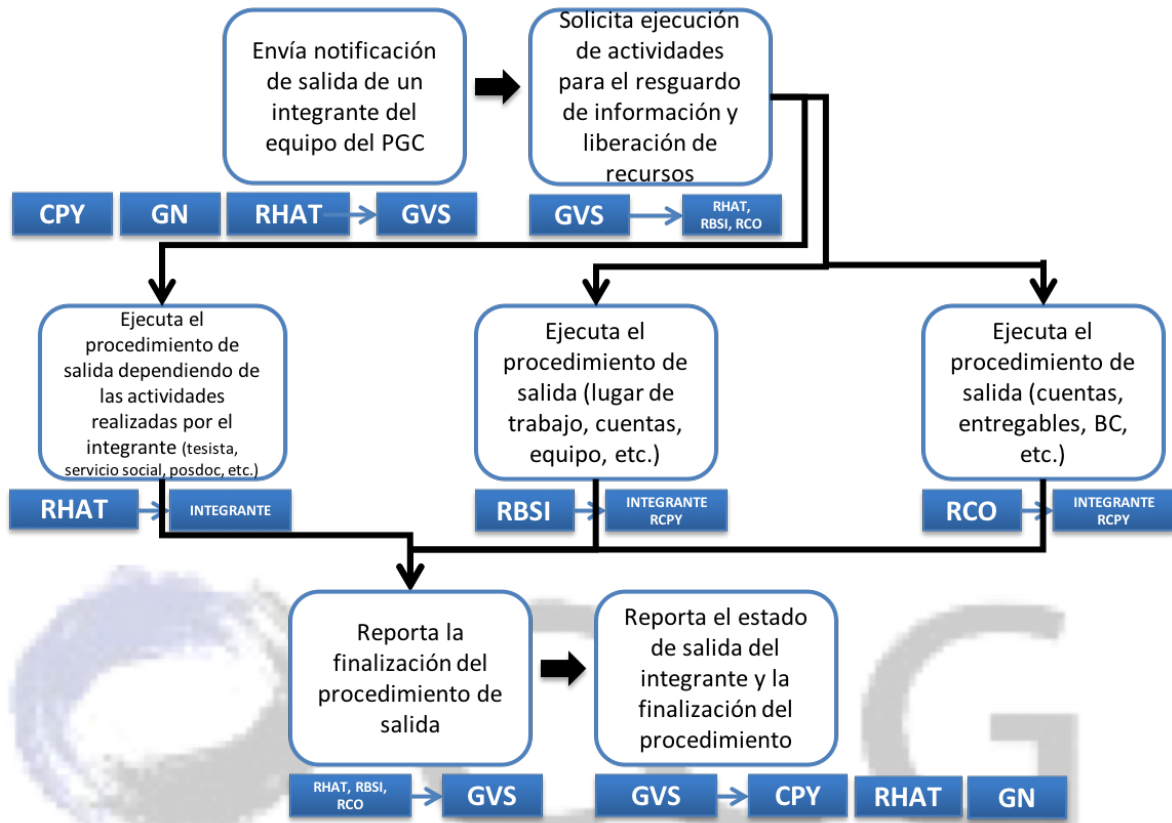 Envía notificación
de salida de un
integrante del
equipo del PGC
Solicita ejecución
de actividades
para el resguardo
de información y
liberación de
recursos
CPY
GN
RHAT
GVS
GVS
RHAT,
RBSI, RCO
Ejecuta el
procedimiento de
salida dependiendo de
las actividades
realizadas por el
integrante (tesista,
servicio social, posdoc, etc.)
RHAT
INTEGRANTE
Ejecuta el
procedimiento de
salida (lugar de
trabajo, cuentas,
equipo, etc.)
RBSI
INTEGRANTE
RCPY
Ejecuta el
procedimiento de
salida (cuentas,
entregables, BC,
etc.)
RCO
INTEGRANTE
RCPY
Reporta la
finalización del
procedimiento de
salida
RHAT, RBSI,
RCO
GVS
Reporta el estado
de salida del
integrante y la
finalización del
procedimiento
GVS
CPY
RHAT
GN
G